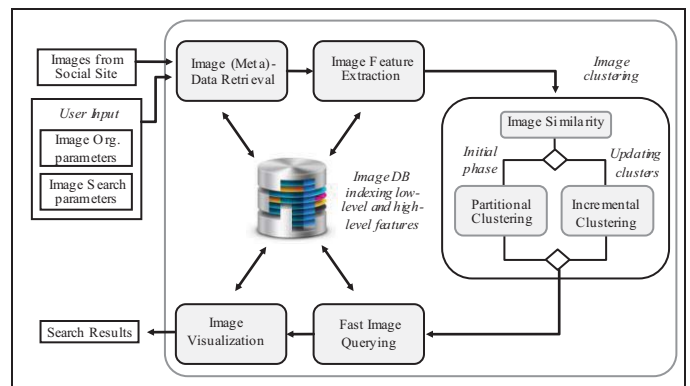 Images from
Social Site
User Input
Image Org.
parameters
Image Search
parameters
Image (Meta)-
Data Retrieval
Image Feature
Extraction
Image
clustering
Image Similarity
Initial
phase
Updating
clusters
Partitional
Clustering
Incremental
Clustering
Image DB
indexing low-
level and high-
level features
Search Results
Image
Visualization
Fast Image
Querying